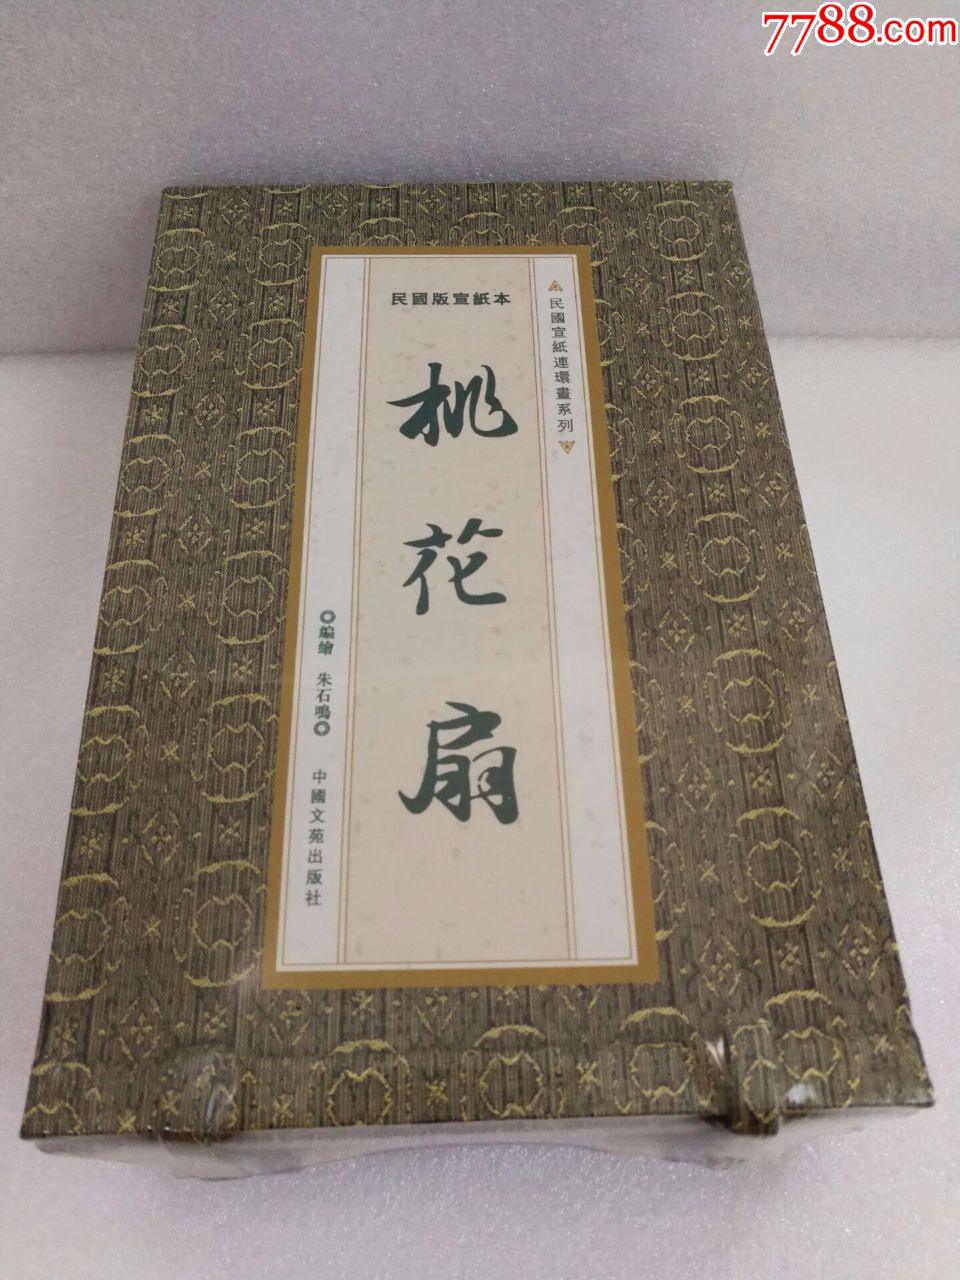 7788.com
民國宣紙連環畫系列
民國版宣紙本
桃花扇
◎編繪 朱石鳴◎ 中國文苑出版社